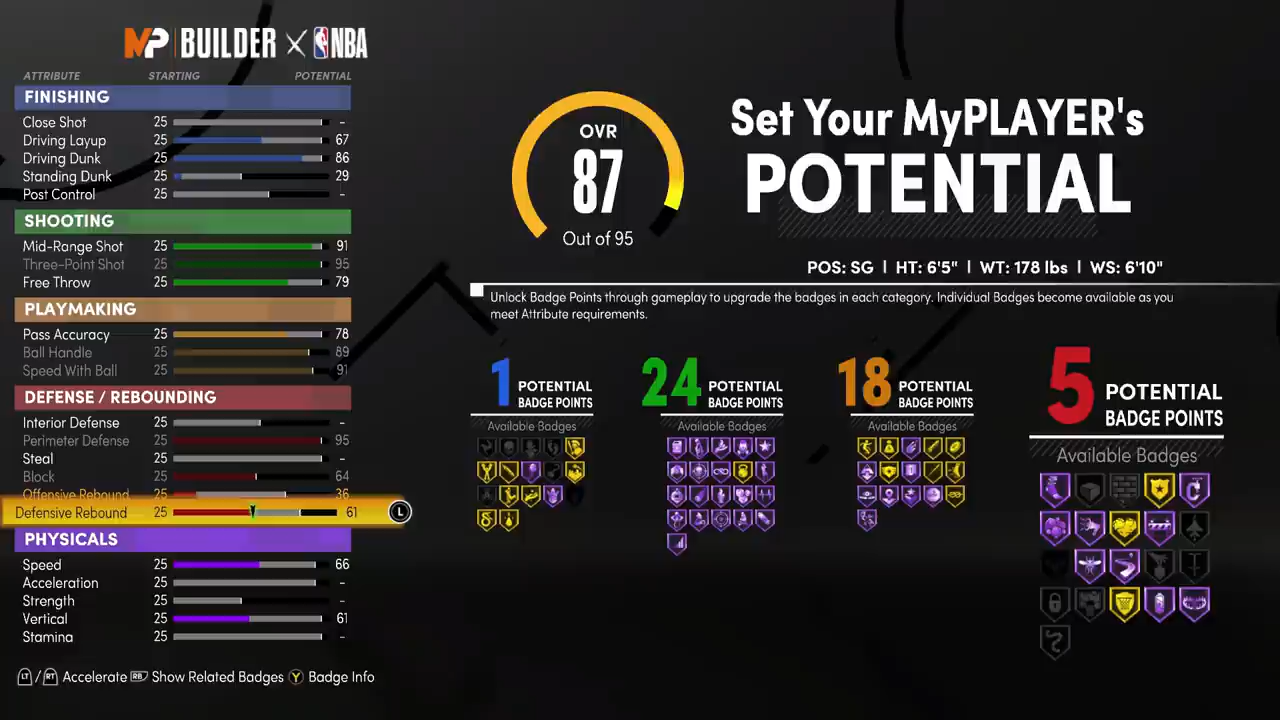 MP | BUILDER X NBA
ATTRIBUTE STARTING POTENTIAL
FINISHING
Close Shot 25 -
Driving Layup 25 67
Driving Dunk 25 86
Standing Dunk 25 29
Post Control 25 -
SHOOTING
Mid-Range Shot 25 91
Three-Point Shot 25 95
Free Throw 25 79
PLAYMAKING
Pass Accuracy 25 78
Ball Handle 25 89
Speed With Ball 25 91
DEFENSE / REBOUNDING
Interior Defense 25 -
Perimeter Defense 25 95
Steal 25 -
Block 25 64
Offensive Rebound 25 36
Defensive Rebound 25 61 L
PHYSICALS
Speed 25 66
Acceleration 25 -
Strength 25 -
Vertical 25 61
Stamina 25 -
LT / RT Accelerate RB Show Related Badges Y Badge Info
OVR
87
Out of 95
Set Your MyPLAYER's
POTENTIAL
POS: SG | HT: 6'5" | WT: 178 lbs | WS: 6'10"
Unlock Badge Points through gameplay to upgrade the badges in each category. Individual Badges become available as you
meet Attribute requirements.
1 POTENTIAL BADGE POINTS
Available Badges
24 POTENTIAL BADGE POINTS
Available Badges
18 POTENTIAL BADGE POINTS
Available Badges
5 POTENTIAL BADGE POINTS
Available Badges